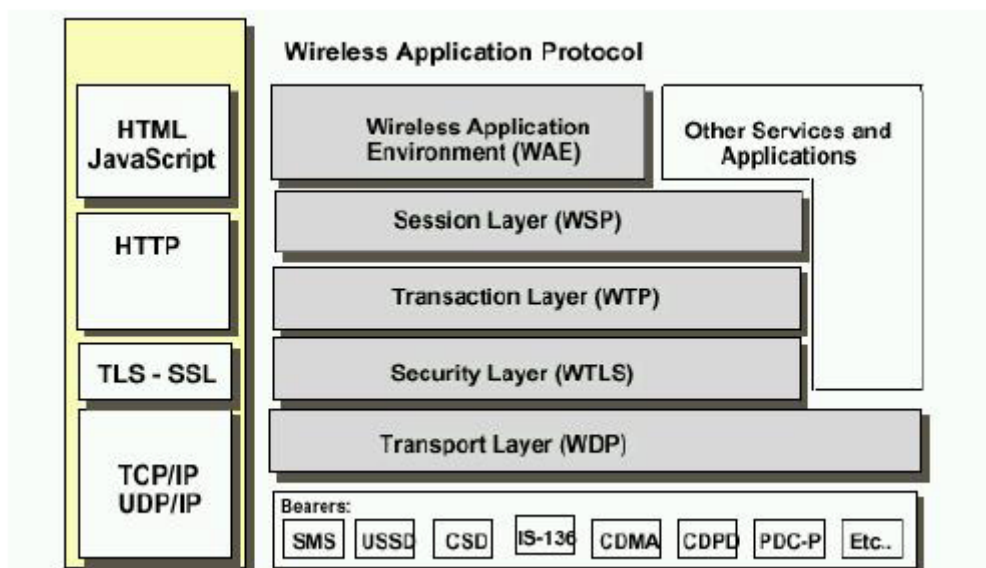 Wireless Application Protocol
HTML
JavaScript
HTTP
TLS - SSL
TCP/IP
UDP/IP
Wireless Application
Environment (WAE)
Other Services and
Applications
Session Layer (WSP)
Transaction Layer (WTP)
Security Layer (WTLS)
Transport Layer (WDP)
Bearers:
SMS
USSD
CSD
IS-136
CDMA
CDPD
PDC-P
Etc..